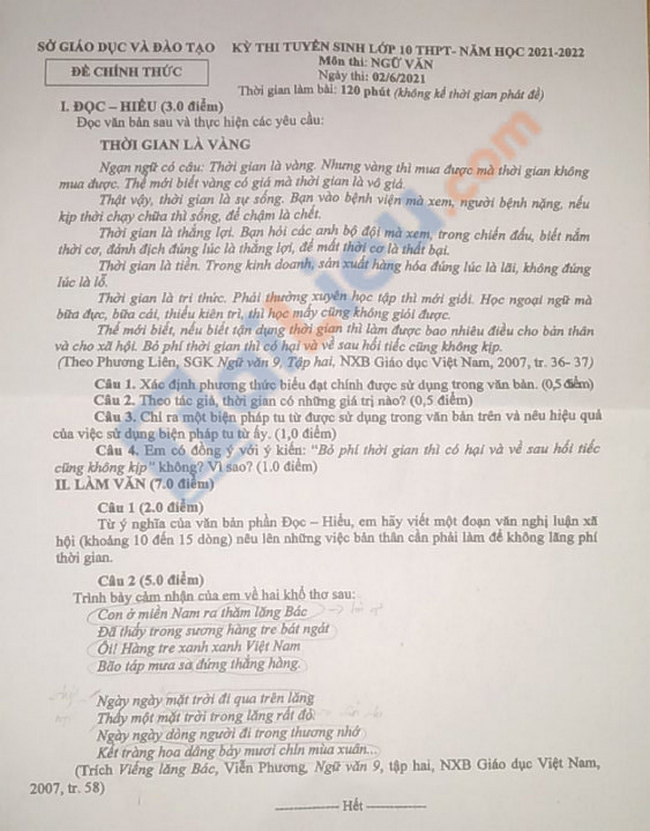 SỞ GIÁO DỤC VÀ ĐÀO TẠO KỲ THI TUYỂN SINH LỚP 10 THPT- NĂM HỌC 2021-2022
Môn thi: NGỮ VĂN
ĐỀ CHÍNH THỨC
Ngày thi: 02/6/2021
Thời gian làm bài: 120 phút (không kể thời gian phát đề)
I. ĐỌC – HIỂU (3.0 điểm)
Đọc văn bản sau và thực hiện các yêu cầu:
THỜI GIAN LÀ VÀNG
Ngạn ngữ có câu: Thời gian là vàng. Nhưng vàng thì mua được mà thời gian không
mua được. Thế mới biết vàng có giá mà thời gian là vô giá.
Thật vậy, thời gian là sự sống. Bạn vào bệnh viện mà xem, người bệnh nặng, nếu
kịp thời chạy chữa thì sống, để chậm là chết.
Thời gian là thắng lợi. Bạn hỏi các anh bộ đội mà xem, trong chiến đấu, biết nắm
thời cơ, đánh địch đúng lúc là thắng lợi, để mất thời cơ là thất bại.
Thời gian là tiền. Trong kinh doanh, sản xuất hàng hóa đúng lúc là lãi, không đúng
lúc là lỗ.
Thời gian là tri thức. Phải thường xuyên học tập thì mới giỏi. Học ngoại ngữ mà
bữa đực, bữa cái, thiếu kiên trì, thì học mấy cũng không giỏi được.
Thế mới biết, nếu biết tận dụng thời gian thì làm được bao nhiêu điều cho bản thân
và cho xã hội. Bỏ phí thời gian thì có hại và về sau hối tiếc cũng không kịp.
(Theo Phương Liên, SGK Ngữ văn 9, Tập hai, NXB Giáo dục Việt Nam, 2007, tr. 36- 37)
Câu 1. Xác định phương thức biểu đạt chính được sử dụng trong văn bản. (0,5 điểm)
Câu 2. Theo tác giả, thời gian có những giá trị nào? (0,5 điểm)
Câu 3. Chỉ ra một biện pháp tu từ được sử dụng trong văn bản trên và nêu hiệu quả
của việc sử dụng biện pháp tu từ ấy. (1,0 điểm)
Câu 4. Em có đồng ý với ý kiến: "Bỏ phí thời gian thì có hại và về sau hối tiếc
cũng không kịp" không? Vì sao? (1.0 điểm)
II. LÀM VĂN (7.0 điểm)
Câu 1 (2.0 điểm)
Từ ý nghĩa của văn bản phần Đọc – Hiểu, em hãy viết một đoạn văn nghị luận xã
hội (khoảng 10 đến 15 dòng) nêu lên những việc bản thân cần phải làm để không lãng phí
thời gian.
Câu 2 (5.0 điểm)
Trình bày cảm nhận của em về hai khổ thơ sau:
Con ở miền Nam ra thăm lăng Bác
Đã thấy trong sương hàng tre bát ngát
Ôi! Hàng tre xanh xanh Việt Nam
Bão táp mưa sa đứng thẳng hàng.
Ngày ngày mặt trời đi qua trên lăng
Thấy một mặt trời trong lăng rất đỏ
Ngày ngày dòng người đi trong thương nhớ
Kết tràng hoa dâng bảy mươi chín mùa xuân...
(Trích Viếng lăng Bác, Viễn Phương, Ngữ văn 9, tập hai, NXB Giáo dục Việt Nam,
2007, tr. 58)
Hết